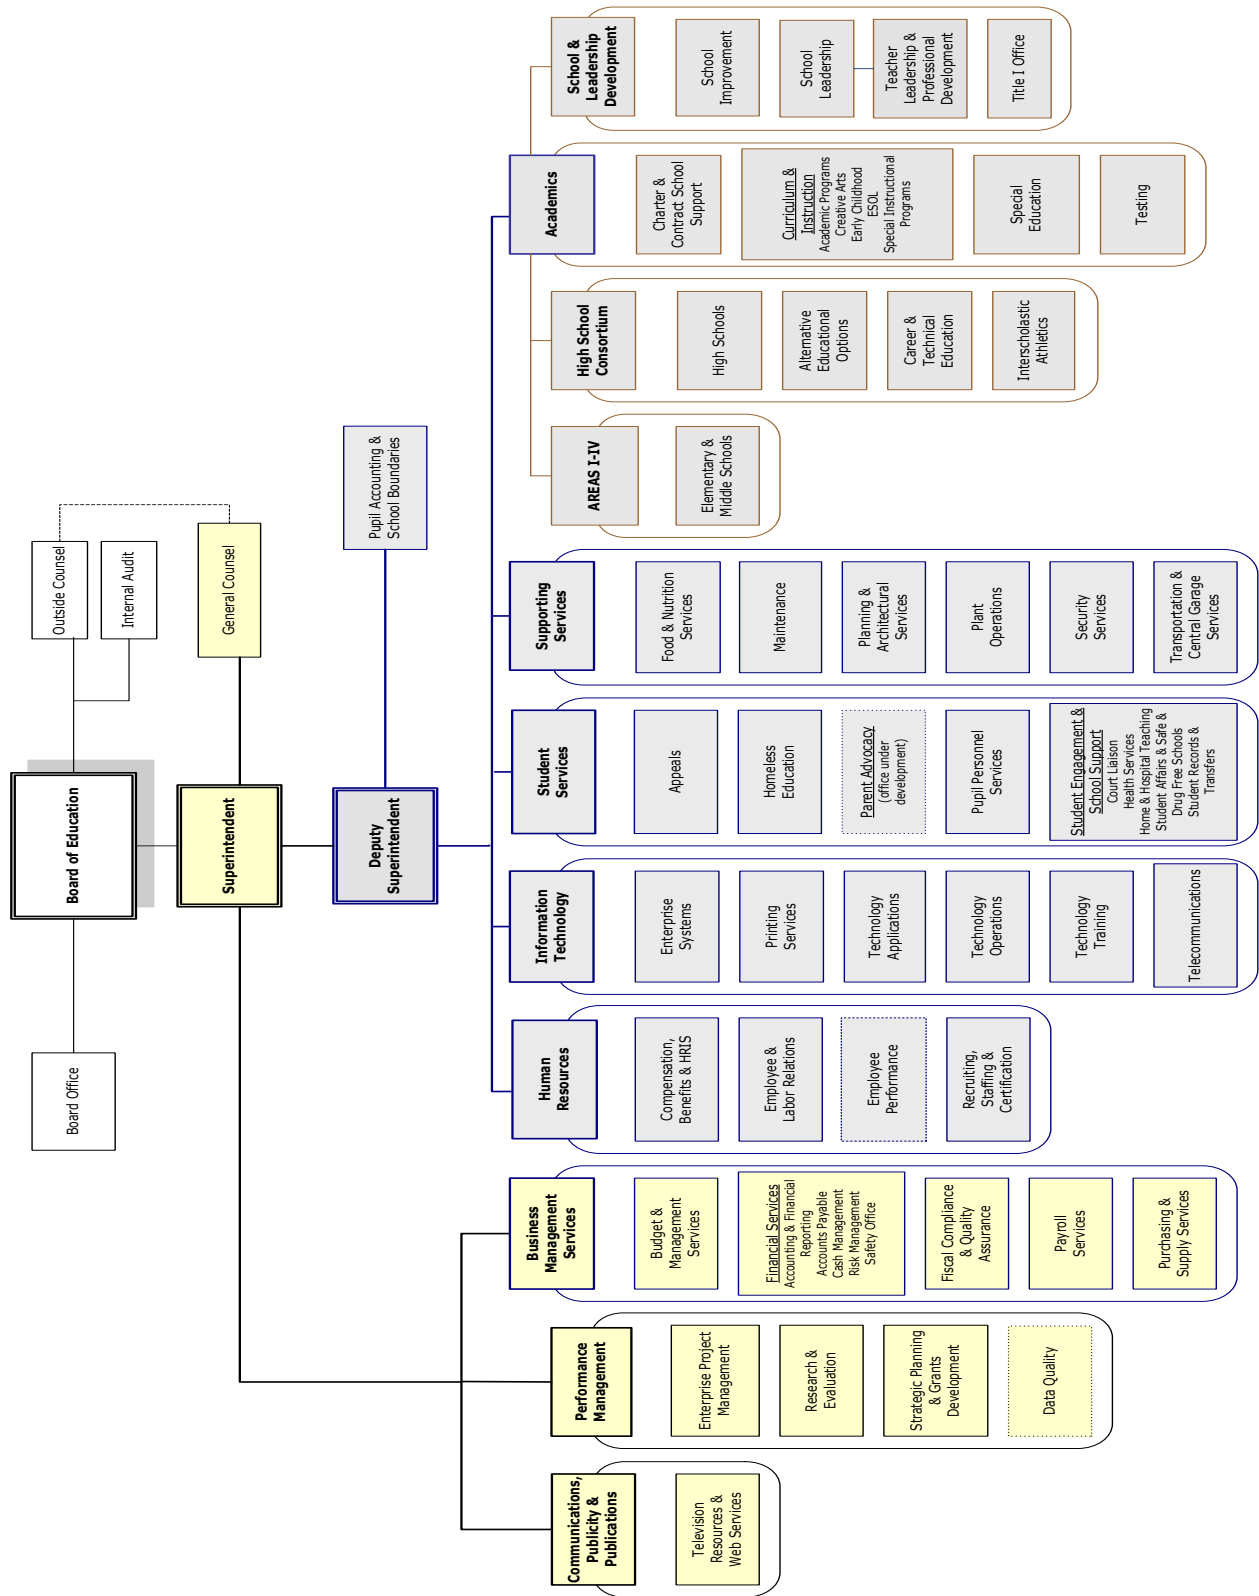 Board of Education
Board Office
Outside Counsel
Internal Audit
Superintendent
General Counsel
Deputy
Superintendent
Pupil Accounting &
School Boundaries
Communications,
Publicity &
Publications
Television
Resources &
Web Services
Performance
Management
Enterprise Project
Management
Research &
Evaluation
Strategic Planning
& Grants
Development
Data Quality
Business
Management
Services
Budget &
Management
Services
Financial Services
Accounting & Financial
Reporting
Accounts Payable
Cash Management
Risk Management
Safety Office
Fiscal Compliance
& Quality
Assurance
Payroll
Services
Purchasing &
Supply Services
Human
Resources
Compensation,
Benefits & HRIS
Employee &
Labor Relations
Employee
Performance
Recruiting,
Staffing &
Certification
Information
Technology
Enterprise
Systems
Printing
Services
Technology
Applications
Technology
Operations
Technology
Training
Telecommunications
Student
Services
Appeals
Homeless
Education
Parent Advocacy
(office under
development)
Pupil Personnel
Services
Student Engagement &
School Support
Court Liaison
Health Services
Home & Hospital Teaching
Student Affairs & Safe &
Drug Free Schools
Student Records &
Transfers
Supporting
Services
Food & Nutrition
Services
Maintenance
Planning &
Architectural
Services
Plant
Operations
Security
Services
Transportation &
Central Garage
Services
AREAS I-IV
Elementary &
Middle Schools
High School
Consortium
High Schools
Alternative
Educational
Options
Career &
Technical
Education
Interscholastic
Athletics
Academics
Charter &
Contract School
Support
Curriculum &
Instruction
Academic Programs
Creative Arts
Early Childhood
ESOL
Special Instructional
Programs
Special
Education
Testing
School &
Leadership
Development
School
Improvement
School
Leadership
Teacher
Leadership &
Professional
Development
Title I Office